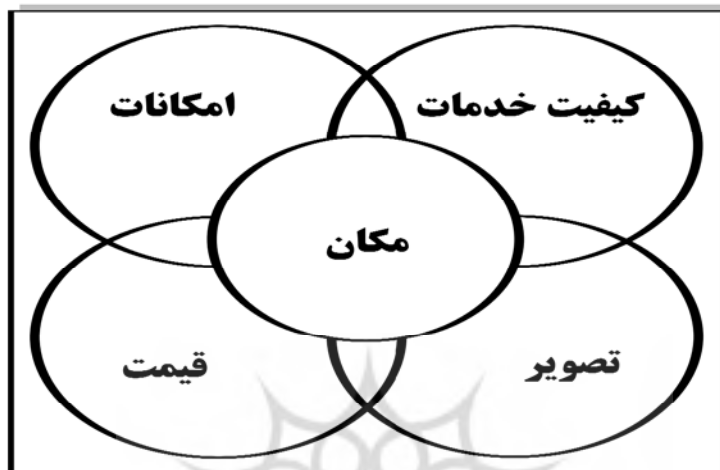 کیفیت خدمات
امکانات
مکان
تصویر
قیمت